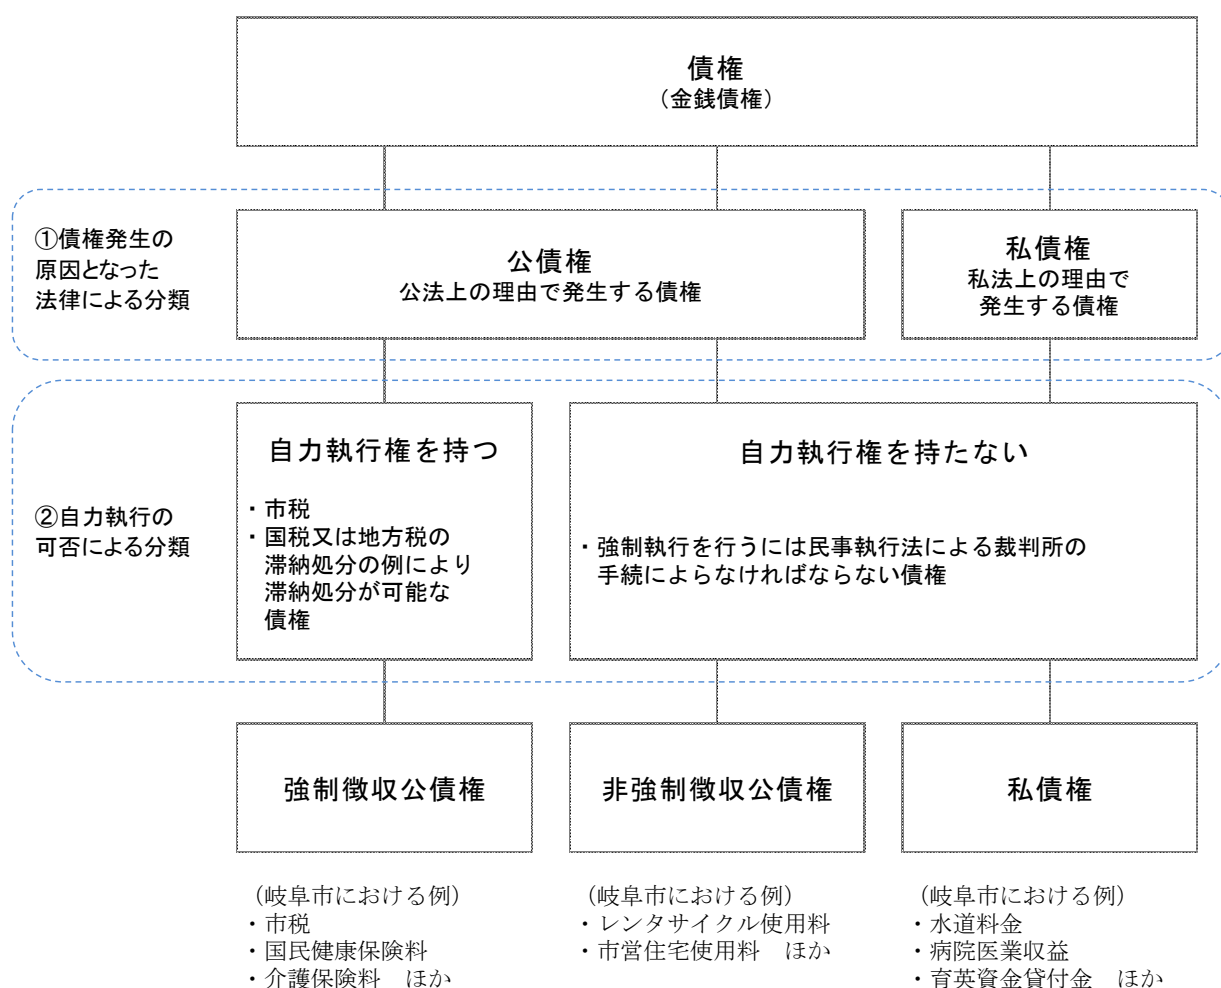 債権
（金銭債権）
①債権発生の
原因となった
法律による分類
公債権
公法上の理由で発生する債権
私債権
私法上の理由で
発生する債権
②自力執行の
可否による分類
自力執行権を持つ
・市税
・国税又は地方税の
滞納処分の例により
滞納処分が可能な
債権
自力執行権を持たない
・強制執行を行うには民事執行法による裁判所の
手続によらなければならない債権
強制徴収公債権
非強制徴収公債権
私債権
（岐阜市における例）
・市税
・国民健康保険料
・介護保険料　ほか
（岐阜市における例）
・レンタサイクル使用料
・市営住宅使用料　ほか
（岐阜市における例）
・水道料金
・病院医業収益
・育英資金貸付金　ほか